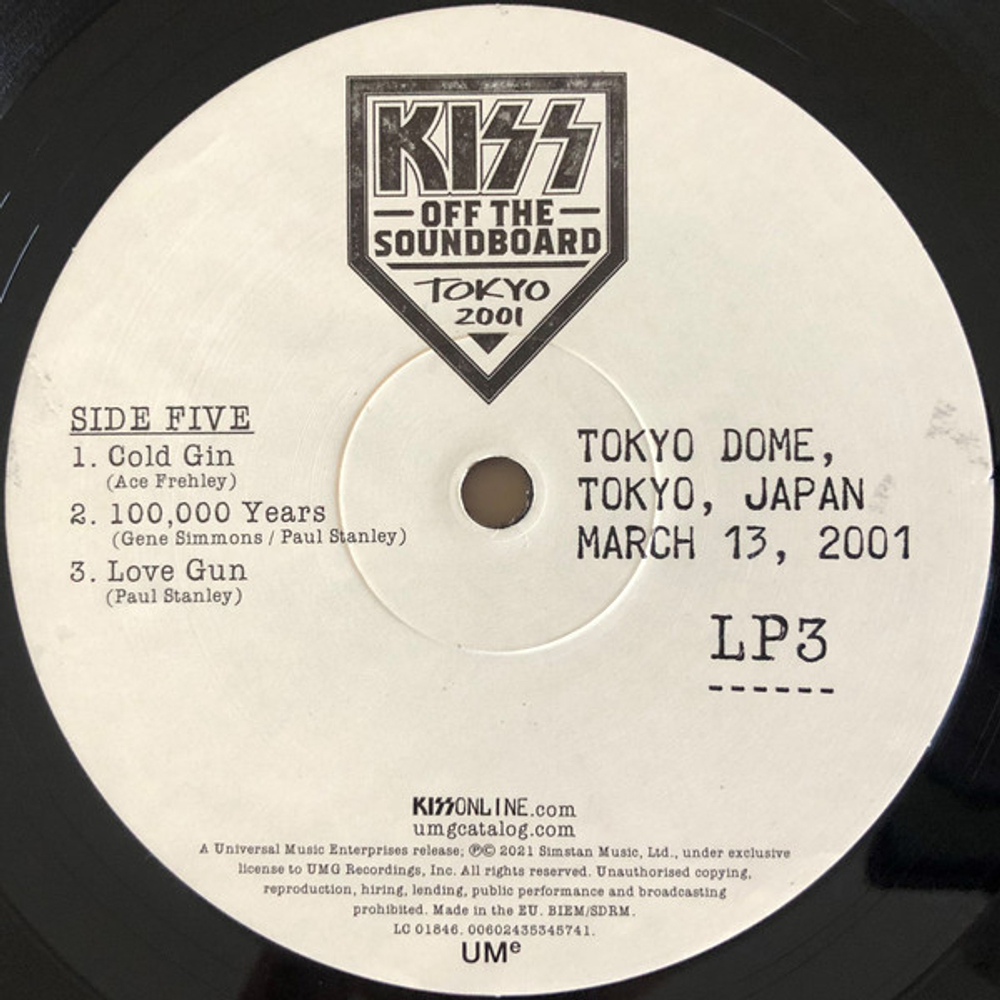 KISS
OFF THE
SOUNDBOARD
TOKYO
2001
SIDE FIVE
1. Cold Gin
(Ace Frehley)
2. 100,000 Years
(Gene Simmons / Paul Stanley)
3. Love Gun
(Paul Stanley)
TOKYO DOME,
TOKYO, JAPAN
MARCH 13, 2001
LP3
------
KISSONLINE.com
umgcatalog.com
A Universal Music Enterprises release; ℗© 2021 Simstan Music, Ltd., under exclusive
license to UMG Recordings, Inc. All rights reserved. Unauthorised copying,
reproduction, hiring, lending, public performance and broadcasting
prohibited. Made in the EU. BIEM/SDRM.
LC 01846. 00602435345741.
UMe